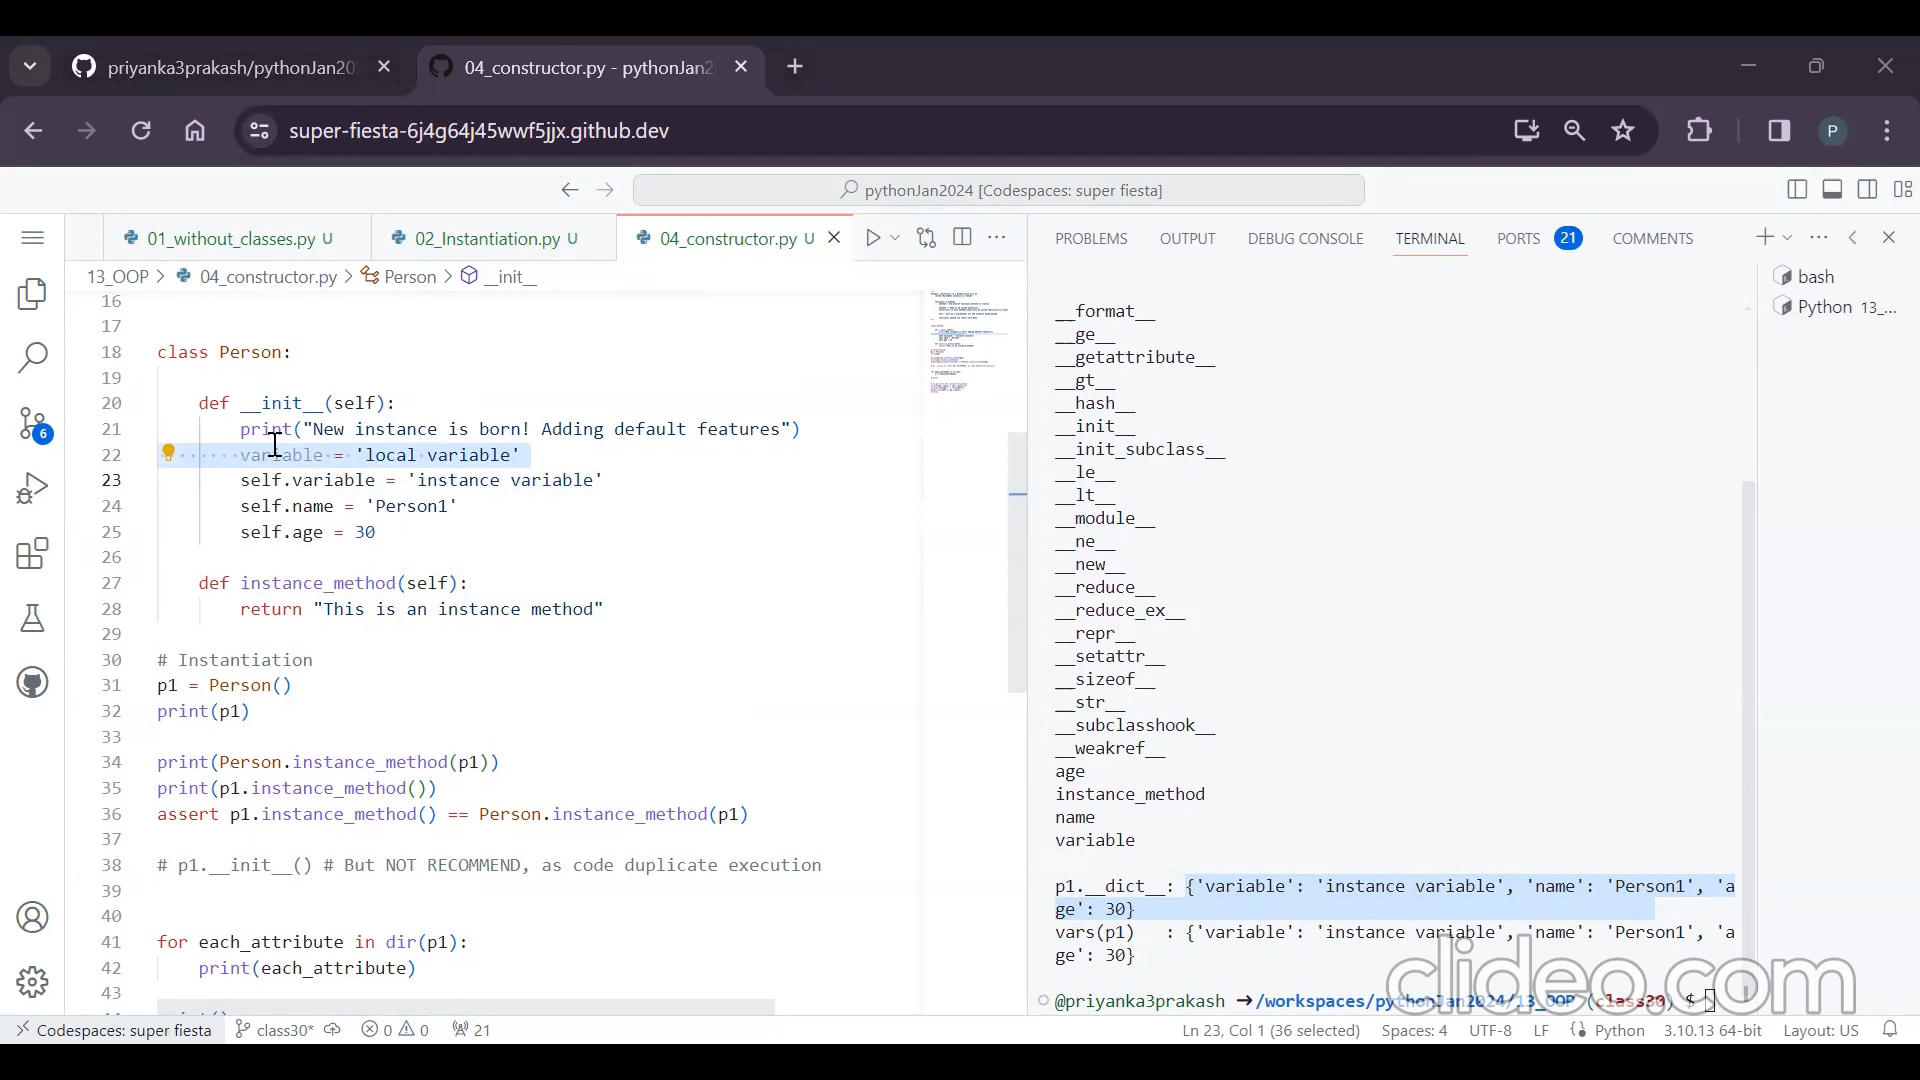 priyanka3prakash/pythonJan20
04_constructor.py - pythonJan2
super-fiesta-6j4g64j45wwf5jjx.github.dev
P
pythonJan2024 [Codespaces: super fiesta]
01_without_classes.py U
02_Instantiation.py U
04_constructor.py U
13_OOP > 04_constructor.py > Person > __init__
16
17
18 class Person:
19
20 def __init__(self):
21 print("New instance is born! Adding default features")
22 variable = 'local variable'
23 self.variable = 'instance variable'
24 self.name = 'Person1'
25 self.age = 30
26
27 def instance_method(self):
28 return "This is an instance method"
29
30 # Instantiation
31 p1 = Person()
32 print(p1)
33
34 print(Person.instance_method(p1))
35 print(p1.instance_method())
36 assert p1.instance_method() == Person.instance_method(p1)
37
38 # p1.__init__() # But NOT RECOMMEND, as code duplicate execution
39
40
41 for each_attribute in dir(p1):
42 print(each_attribute)
43
PROBLEMS OUTPUT DEBUG CONSOLE TERMINAL PORTS 21 COMMENTS
bash
Python 13_...
__format__
__ge__
__getattribute__
__gt__
__hash__
__init__
__init_subclass__
__le__
__lt__
__module__
__ne__
__new__
__reduce__
__reduce_ex__
__repr__
__setattr__
__sizeof__
__str__
__subclasshook__
__weakref__
age
instance_method
name
variable
p1.__dict__: {'variable': 'instance variable', 'name': 'Person1', 'a
ge': 30}
vars(p1) : {'variable': 'instance variable', 'name': 'Person1', 'a
ge': 30}
@priyanka3prakash ➜/workspaces/pythonJan2024/13_OOP (class30) $
clideo.com
6
Codespaces: super fiesta class30* 0 0 21
Ln 23, Col 1 (36 selected) Spaces: 4 UTF-8 LF Python 3.10.13 64-bit Layout: US